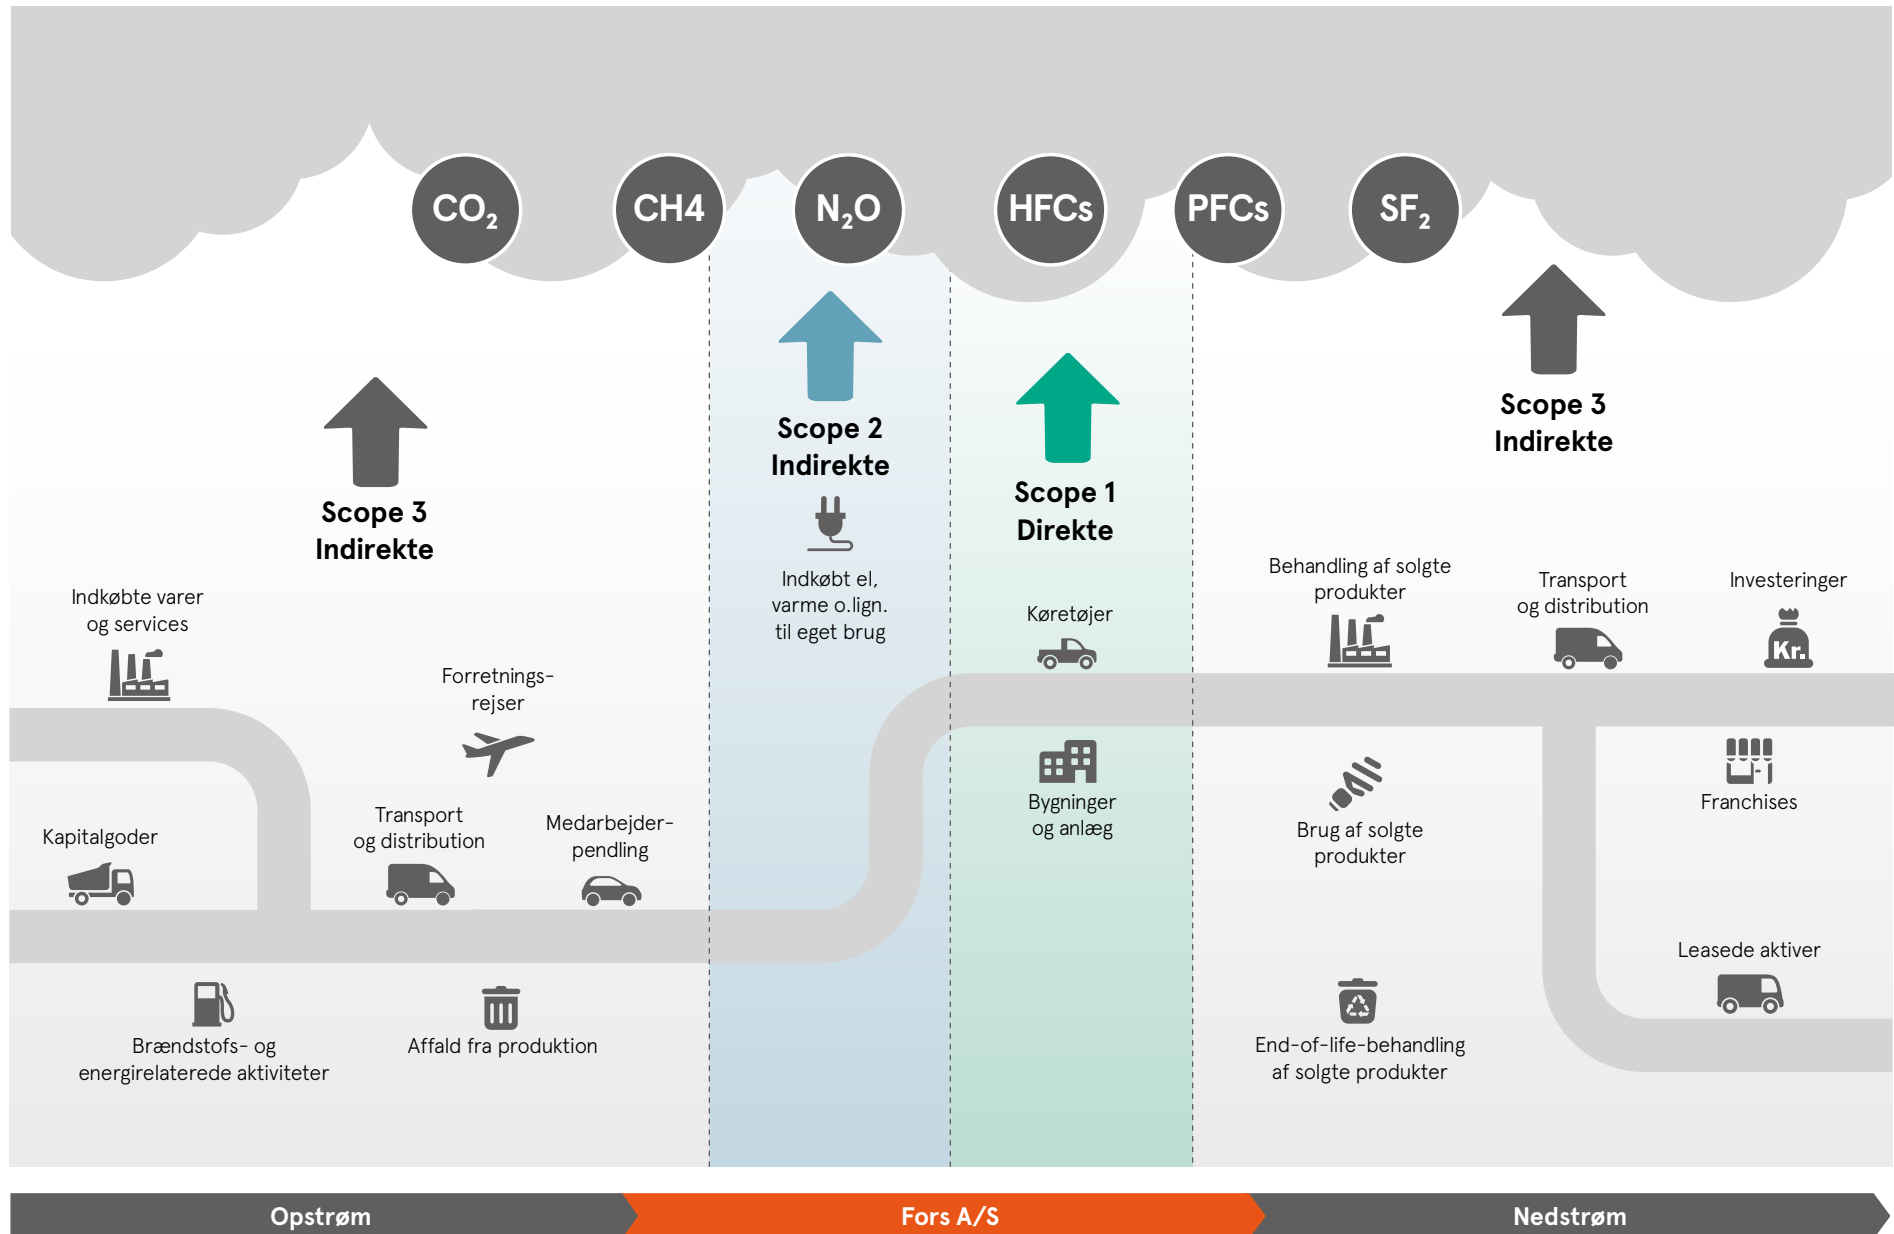 CO₂
CH4
N₂O
HFCs
PFCs
SF₂
Scope 3
Indirekte
Indkøbte varer
og services
Forretnings-
rejser
Kapitalgoder
Transport
og distribution
Medarbejder-
pendling
Brændstofs- og
energirelaterede aktiviteter
Affald fra produktion
Scope 2
Indirekte
Indkøbt el,
varme o.lign.
til eget brug
Scope 1
Direkte
Køretøjer
Bygninger
og anlæg
Scope 3
Indirekte
Behandling af solgte
produkter
Transport
og distribution
Investeringer
Kr.
Brug af solgte
produkter
Franchises
Leasede aktiver
End-of-life-behandling
af solgte produkter
Opstrøm
Fors A/S
Nedstrøm